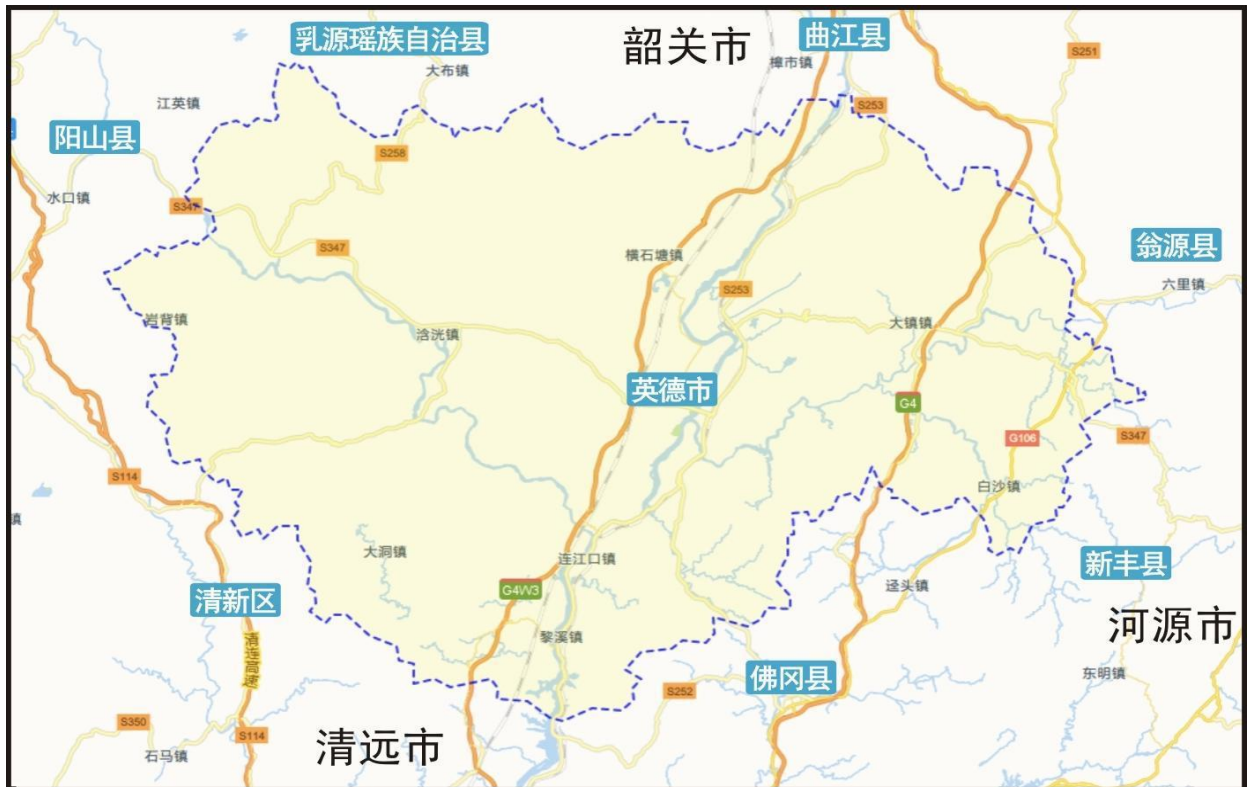 乳源瑶族自治县
韶关市
曲江县
大布镇
樟市镇
S251
江英镇
S253
阳山县
S258
水口镇
S347
翁源县
S347
横石塘镇
六里镇
S253
岩背镇
浛洸镇
大镇镇
英德市
G4
G106
S347
S114
白沙镇
镇
大洞镇
连江口镇
新丰县
清新区
G4W3
迳头镇
河源市
黎溪镇
清连高速
佛冈县
东明镇
S252
S350
清远市
S114
石马镇